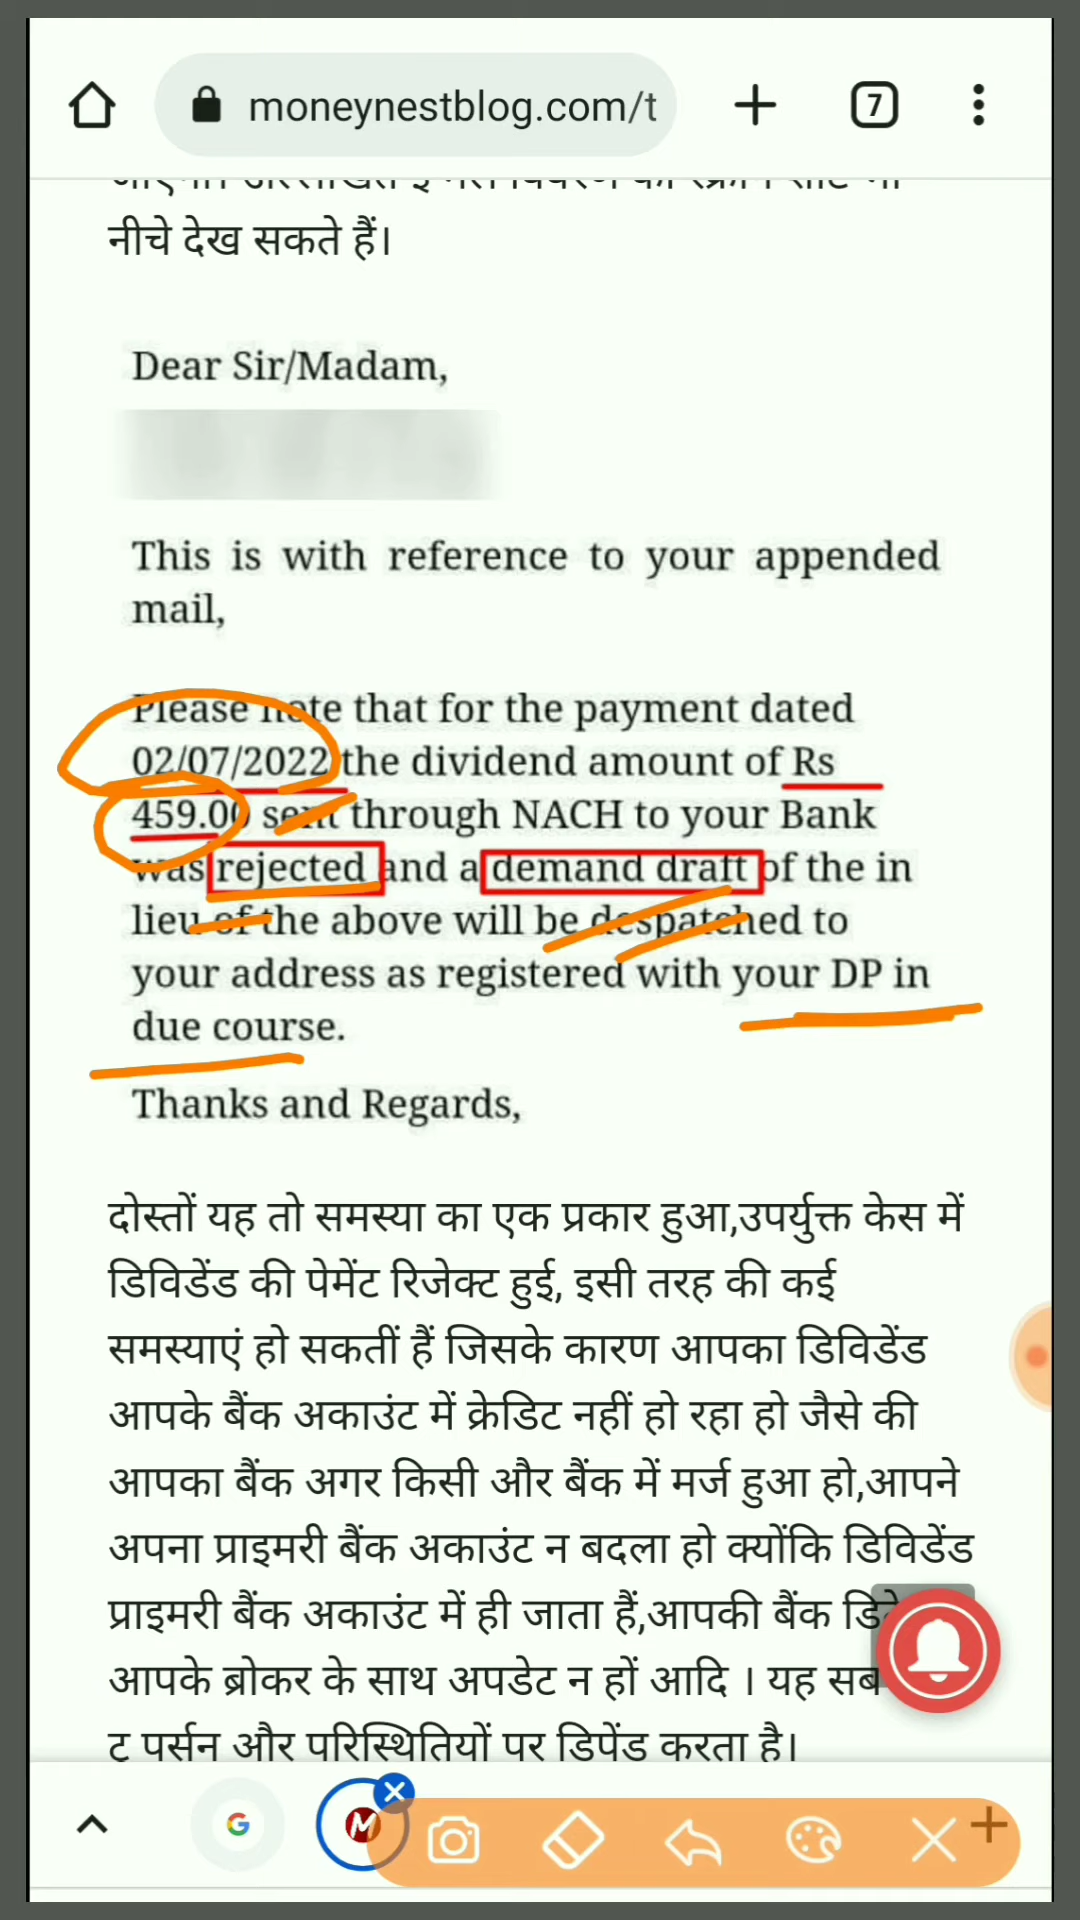 moneynestblog.com/t
7
नीचे देख सकते हैं।
Dear Sir/Madam,
This is with reference to your appended
mail,
Please note that for the payment dated
02/07/2022 the dividend amount of Rs
459.00 sent through NACH to your Bank
was rejected and a demand draft of the in
lieu of the above will be despatched to
your address as registered with your DP in
due course.
Thanks and Regards,
दोस्तों यह तो समस्या का एक प्रकार हुआ,उपर्युक्त केस में
डिविडेंड की पेमेंट रिजेक्ट हुई, इसी तरह की कई
समस्याएं हो सकतीं हैं जिसके कारण आपका डिविडेंड
आपके बैंक अकाउंट में क्रेडिट नहीं हो रहा हो जैसे की
आपका बैंक अगर किसी और बैंक में मर्ज हुआ हो,आपने
अपना प्राइमरी बैंक अकाउंट न बदला हो क्योंकि डिविडेंड
प्राइमरी बैंक अकाउंट में ही जाता हैं,आपकी बैंक
आपके ब्रोकर के साथ अपडेट न हों आदि । यह सब
ट पर्सन और परिस्थितियों पर डिपेंड करता है।
G
M